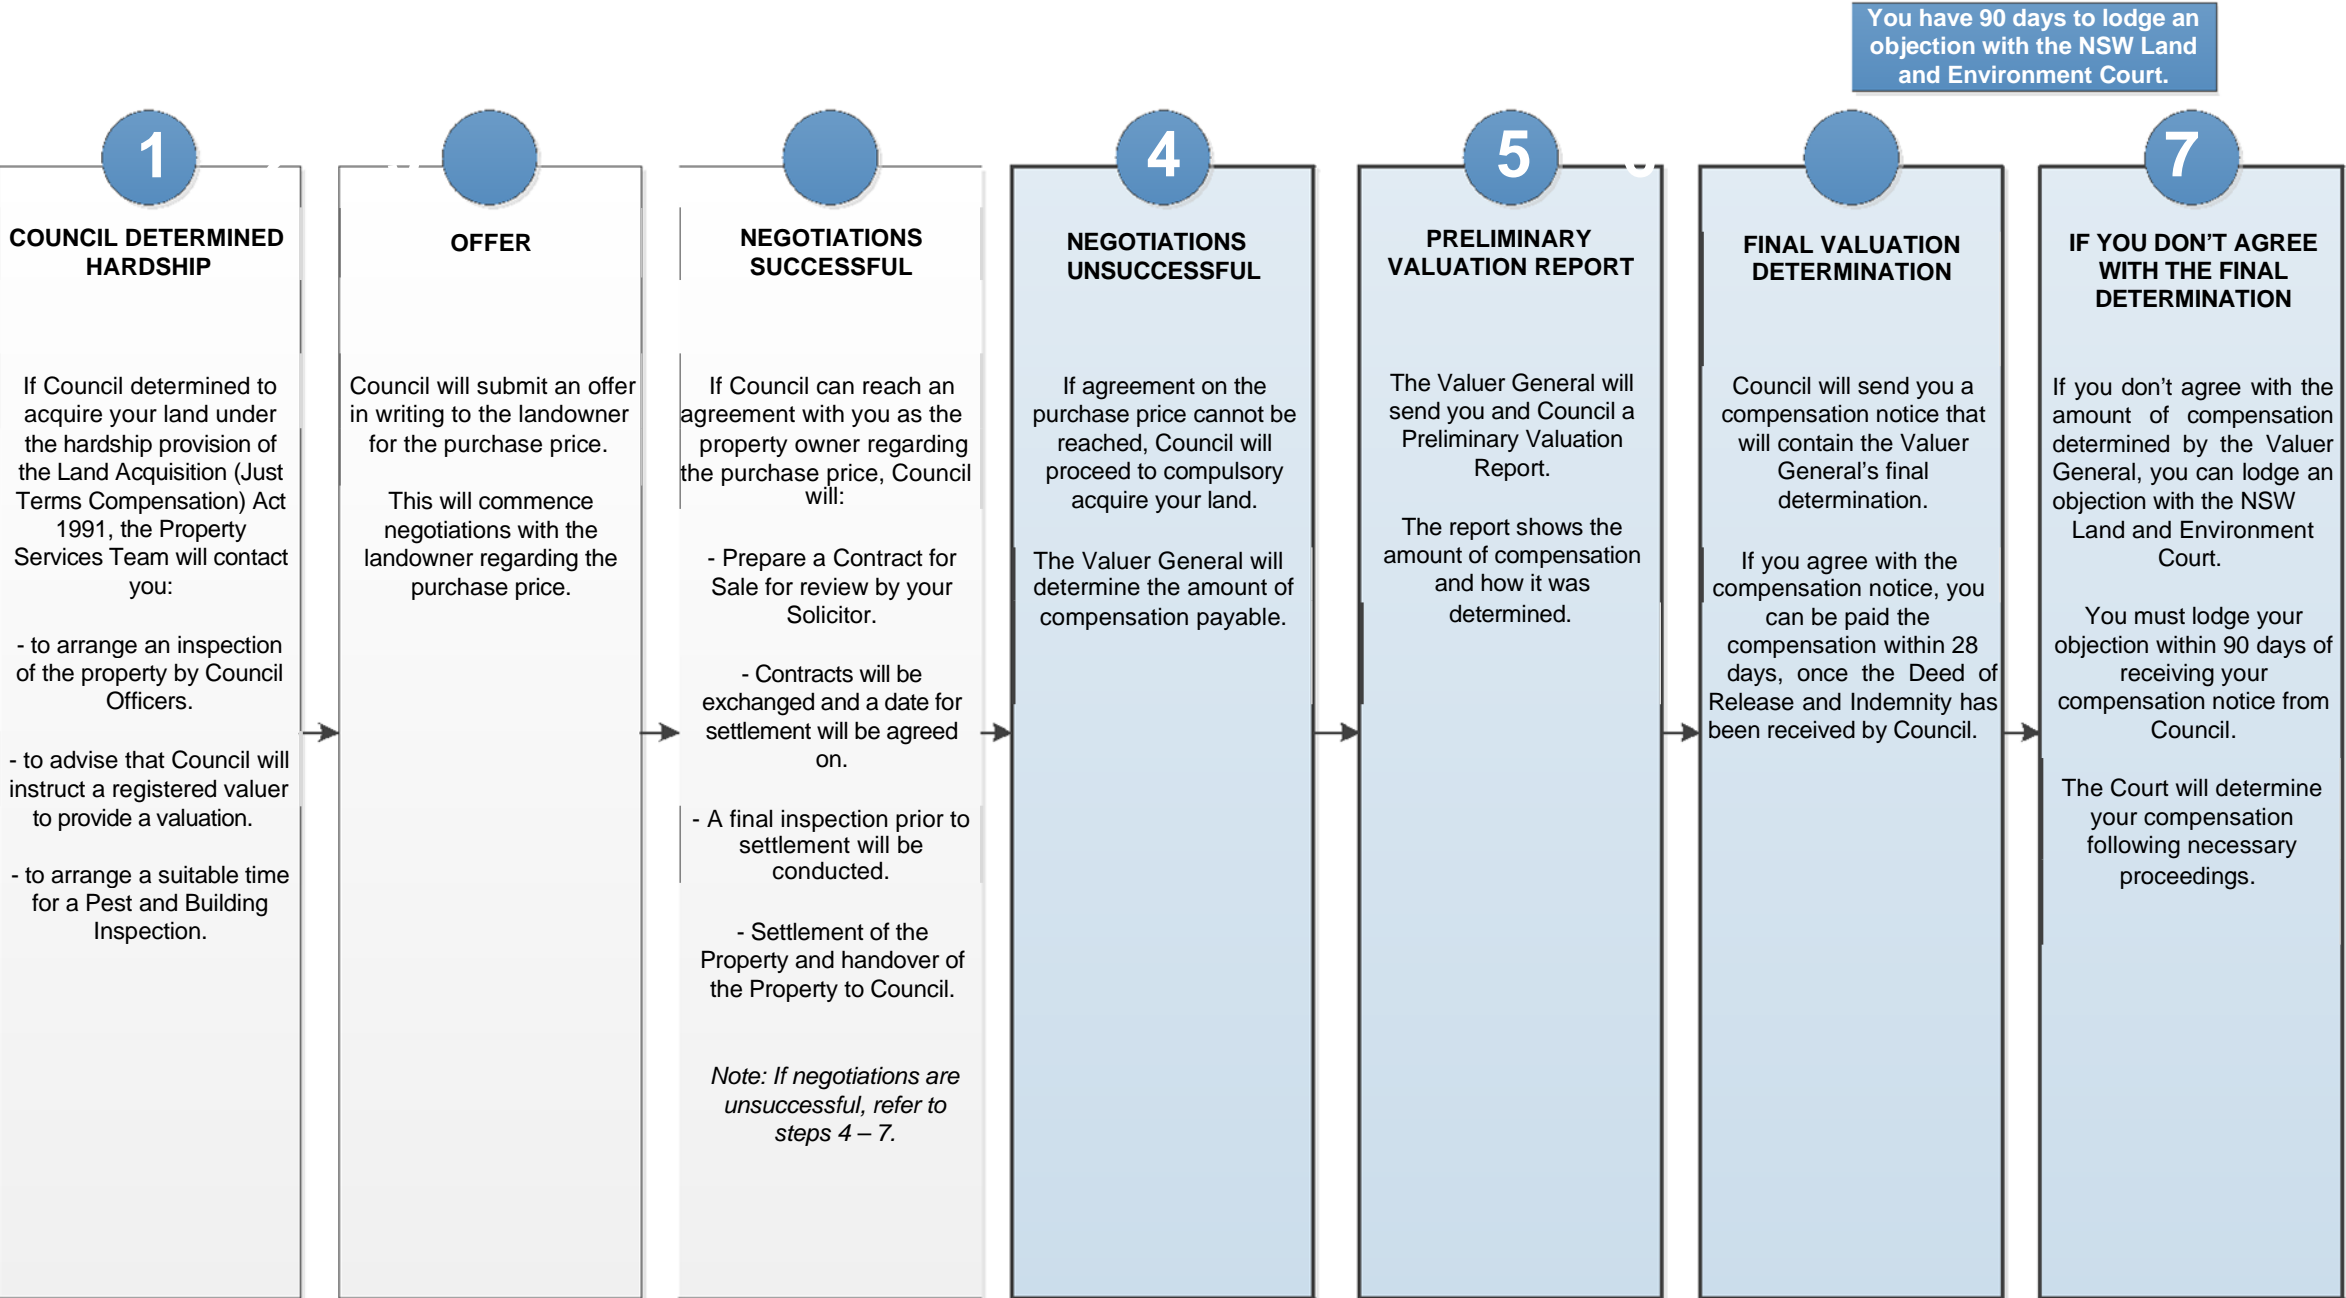 You have 90 days to lodge an
objection with the NSW Land
and Environment Court.
1
COUNCIL DETERMINED
HARDSHIP
If Council determined to
acquire your land under
the hardship provision of
the Land Acquisition (Just
Terms Compensation) Act
1991, the Property
Services Team will contact
you:
- to arrange an inspection
of the property by Council
Officers.
- to advise that Council will
instruct a registered valuer
to provide a valuation.
- to arrange a suitable time
for a Pest and Building
Inspection.
OFFER
Council will submit an offer
in writing to the landowner
for the purchase price.
This will commence
negotiations with the
landowner regarding the
purchase price.
NEGOTIATIONS
SUCCESSFUL
If Council can reach an
agreement with you as the
property owner regarding
the purchase price, Council
will:
- Prepare a Contract for
Sale for review by your
Solicitor.
- Contracts will be
exchanged and a date for
settlement will be agreed
on.
- A final inspection prior to
settlement will be
conducted.
- Settlement of the
Property and handover of
the Property to Council.
Note: If negotiations are
unsuccessful, refer to
steps 4 – 7.
4
NEGOTIATIONS
UNSUCCESSFUL
If agreement on the
purchase price cannot be
reached, Council will
proceed to compulsory
acquire your land.
The Valuer General will
determine the amount of
compensation payable.
5
PRELIMINARY
VALUATION REPORT
The Valuer General will
send you and Council a
Preliminary Valuation
Report.
The report shows the
amount of compensation
and how it was
determined.
FINAL VALUATION
DETERMINATION
Council will send you a
compensation notice that
will contain the Valuer
General’s final
determination.
If you agree with the
compensation notice, you
can be paid the
compensation within 28
days, once the Deed of
Release and Indemnity has
been received by Council.
7
IF YOU DON’T AGREE
WITH THE FINAL
DETERMINATION
If you don’t agree with the
amount of compensation
determined by the Valuer
General, you can lodge an
objection with the NSW
Land and Environment
Court.
You must lodge your
objection within 90 days of
receiving your
compensation notice from
Council.
The Court will determine
your compensation
following necessary
proceedings.